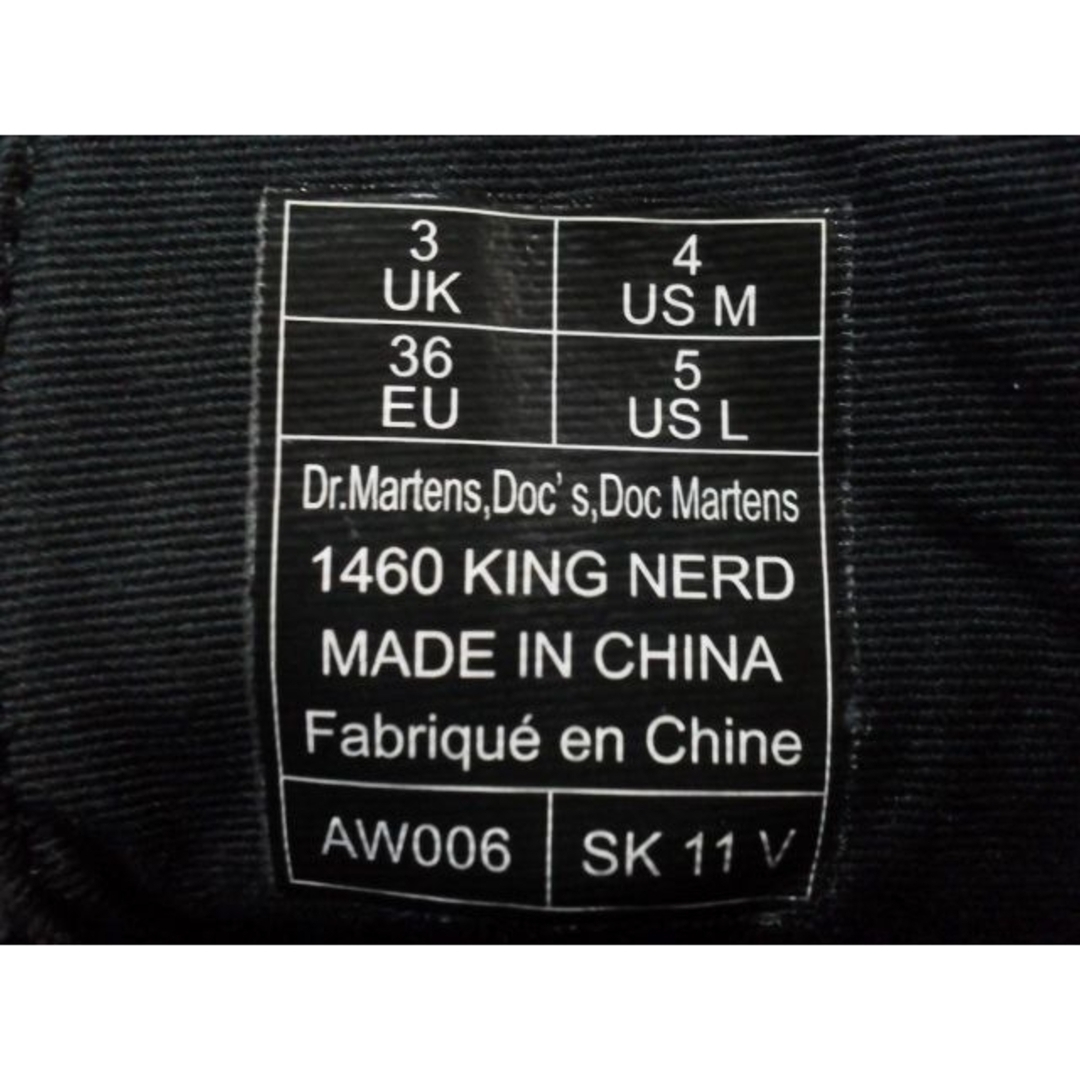 3
UK
4
US M
36
EU
5
US L
Dr.Martens,Doc's,Doc Martens
1460 KING NERD
MADE IN CHINA
Fabriqué en Chine
AW006
SK 11 V